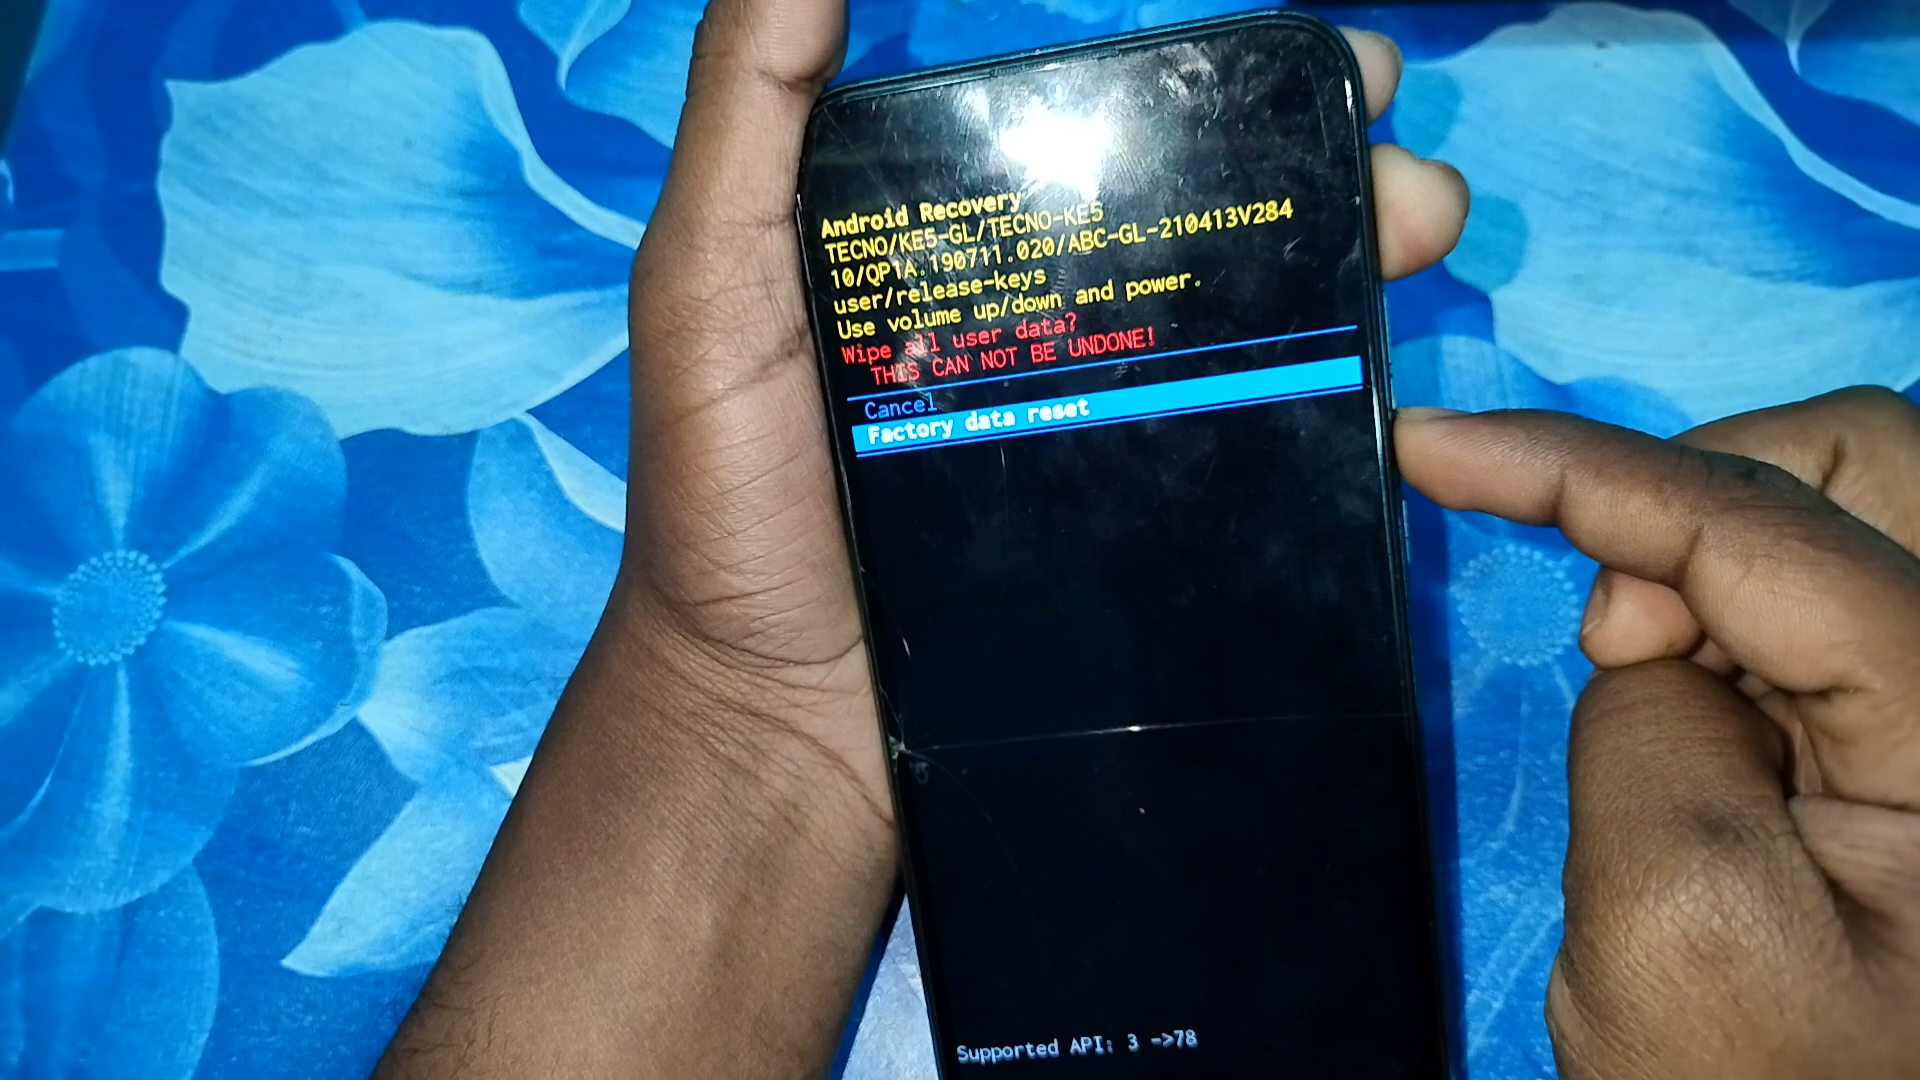 Android Recovery
TECNO/KE5-GL/TECNO-KE5
10/QP1A.190711.020/ABC-GL-210413V284
user/release-keys
Use volume up/down and power.
Wipe all user data?
THIS CAN NOT BE UNDONE!
Cancel
Factory data reset
Supported API: 3 ->78